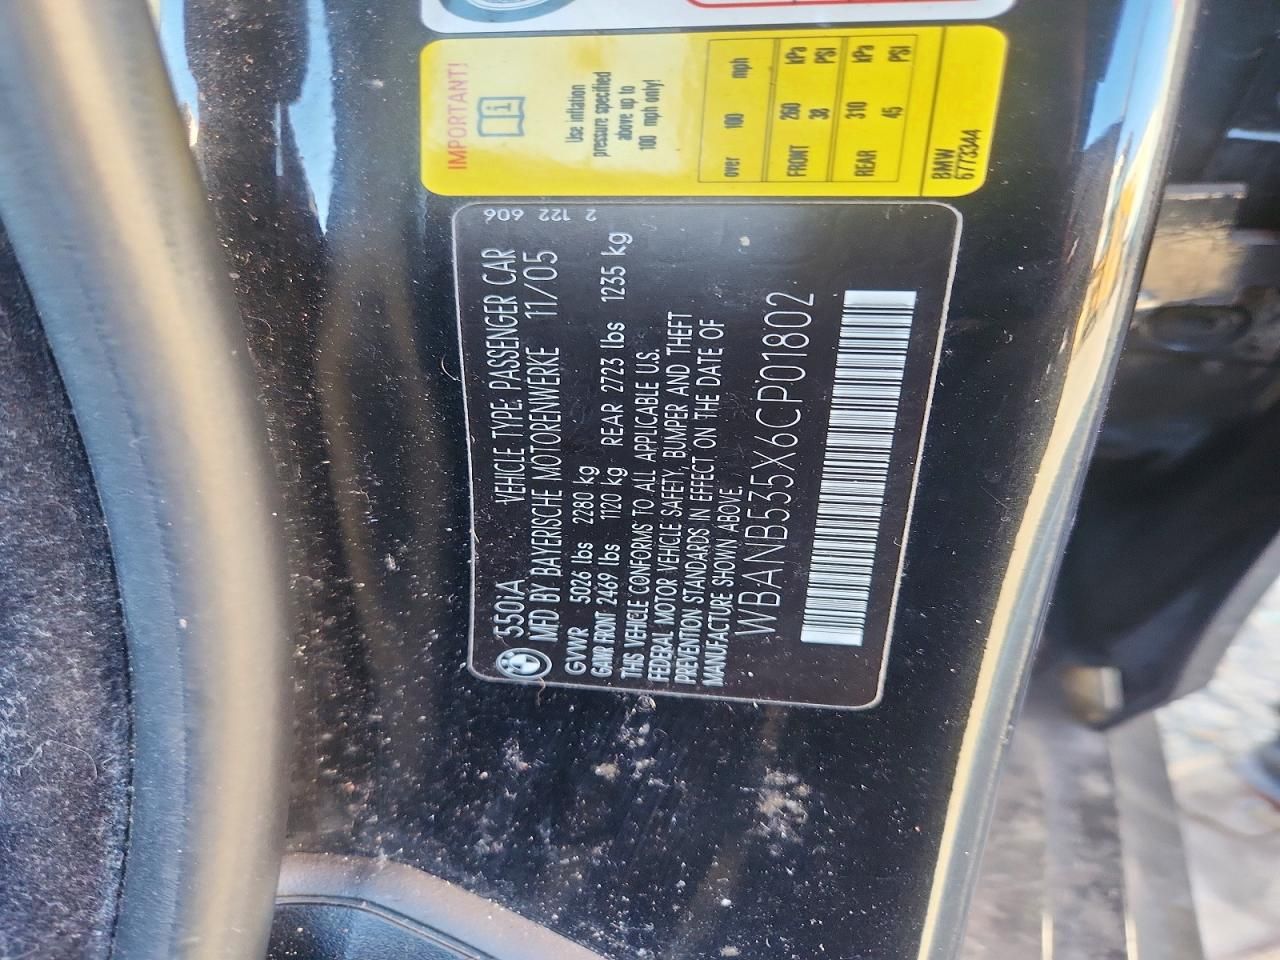 IMPORTANT!
i
Use inflation
pressure specified
above up to
100 mph only!
over 100 mph
FRONT 260 kPa
38 PSI
REAR 310 kPa
45 PSI
BMW
6773344
550iA VEHICLE TYPE: PASSENGER CAR 606
MFD BY BAYERISCHE MOTORENWERKE 11/05 122
GVWR 5026 lbs 2280 kg 2
GAWR FRONT 2469 lbs 1120 kg REAR 2723 lbs 1235 kg
THIS VEHICLE CONFORMS TO ALL APPLICABLE U.S.
FEDERAL MOTOR VEHICLE SAFETY, BUMPER AND THEFT
PREVENTION STANDARDS IN EFFECT ON THE DATE OF
MANUFACTURE SHOWN ABOVE.
WBANB535X6CP01802